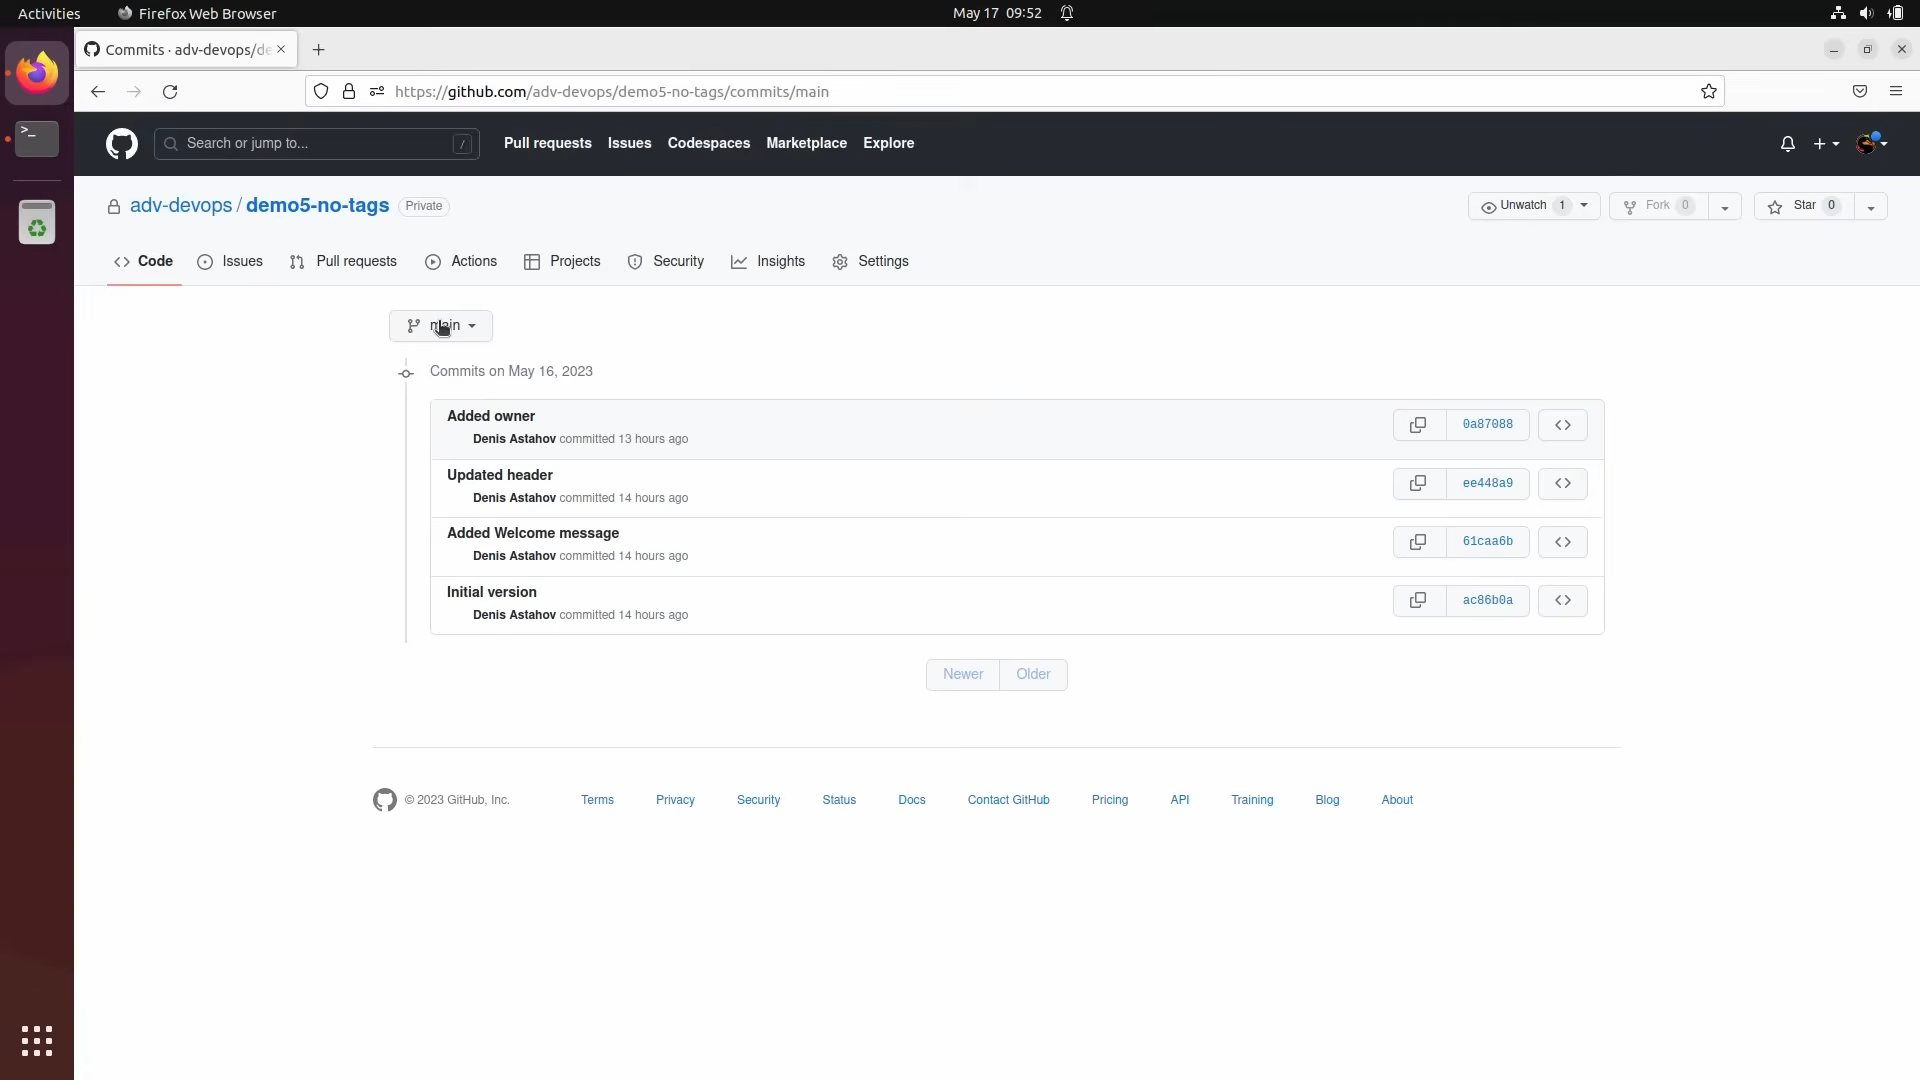 Activities Firefox Web Browser May 17 09:52
Commits · adv-devops/de
https://github.com/adv-devops/demo5-no-tags/commits/main
Search or jump to... / Pull requests Issues Codespaces Marketplace Explore
adv-devops / demo5-no-tags Private Unwatch 1 Fork 0 Star 0
Code Issues Pull requests Actions Projects Security Insights Settings
main
Commits on May 16, 2023
Added owner
Denis Astahov committed 13 hours ago
0a87088
Updated header
Denis Astahov committed 14 hours ago
ee448a9
Added Welcome message
Denis Astahov committed 14 hours ago
61caa6b
Initial version
Denis Astahov committed 14 hours ago
ac86b0a
Newer Older
© 2023 GitHub, Inc. Terms Privacy Security Status Docs Contact GitHub Pricing API Training Blog About